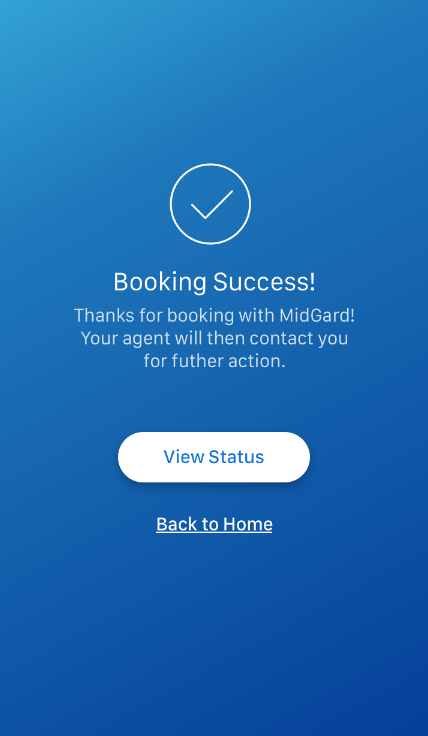 Booking Success!
Thanks for booking with MidGard!
Your agent will then contact you
for futher action.
View Status
Back to Home